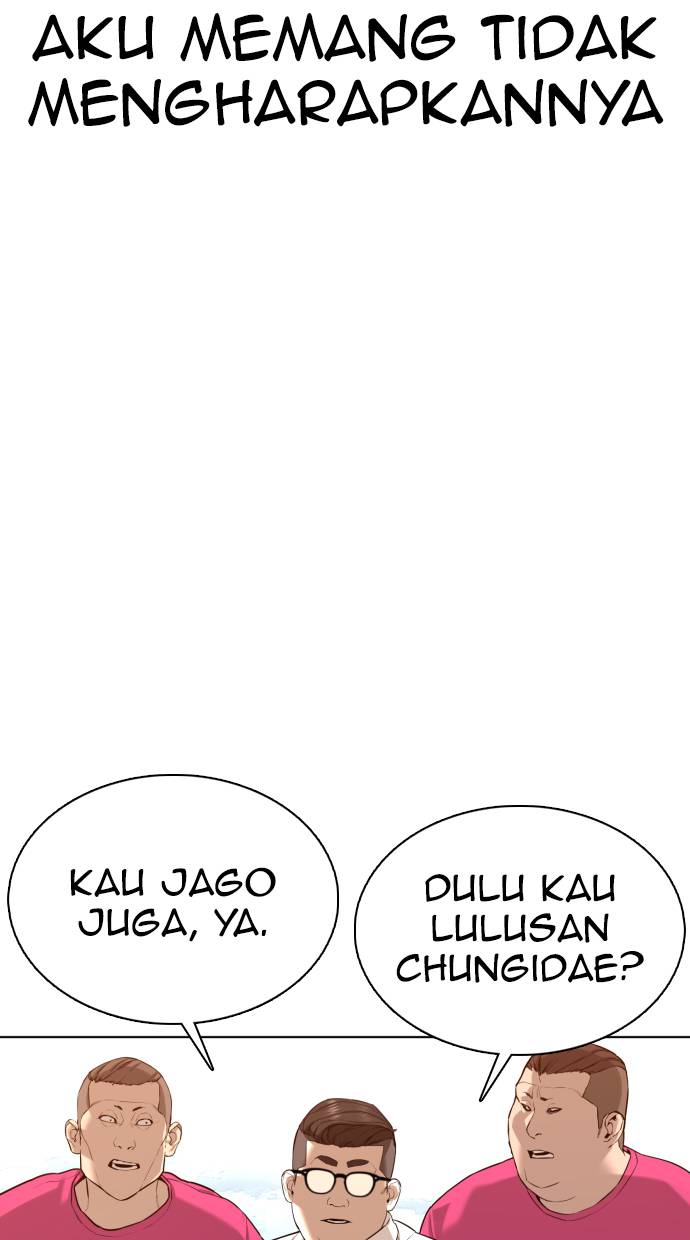 AKU MEMANG TIDAK
MENGHARAPKANNYA
KAU JAGO
JUGA, YA.
DULU KAU
LULUSAN
CHUNGIDAE?